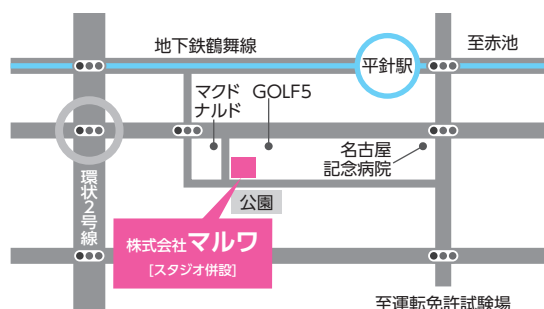 地下鉄鶴舞線
至赤池
平針駅
マクド
ナルド
GOLF5
名古屋
記念病院
環状2号線
公園
株式会社マルワ
[スタジオ併設]
至運転免許試験場